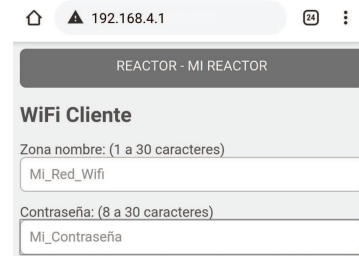 192.168.4.1
24
REACTOR - MI REACTOR
WiFi Cliente
Zona nombre: (1 a 30 caracteres)
Mi_Red_Wifi
Contraseña: (8 a 30 caracteres)
Mi_Contraseña